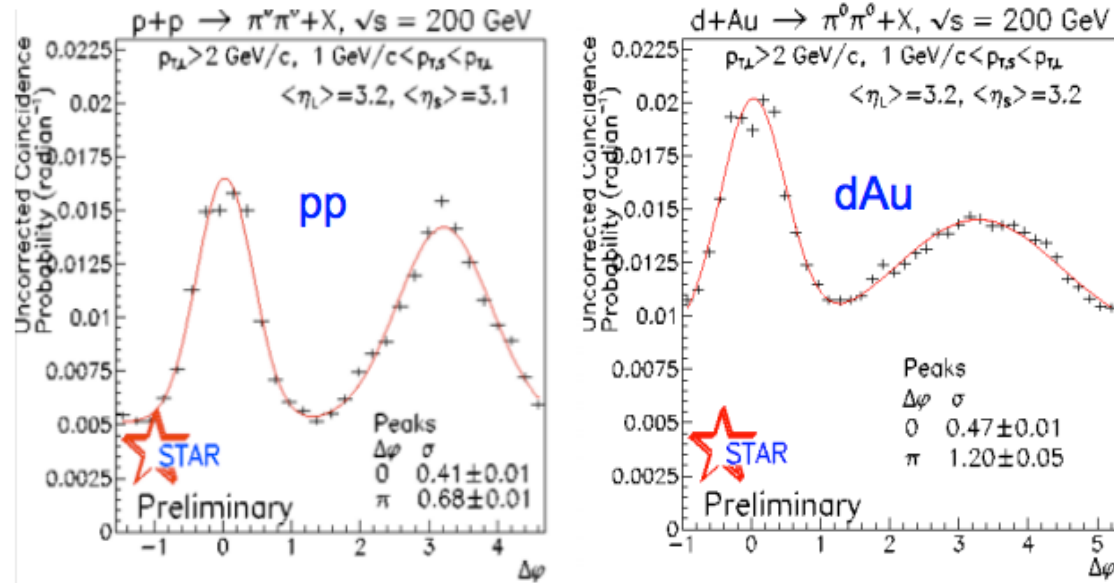 p+p → π⁰π⁰+X, √s = 200 GeV
p_T,L>2 GeV/c, 1 GeV/c<p_T,S<p_T,L
<η_L>=3.2, <η_S>=3.1
Uncorrected Coincidence
Probability (radian⁻¹)
0.0225
0.02
0.0175
0.015
0.0125
0.01
0.0075
0.005
0.0025
0
pp
Peaks
Δφ σ
0 0.41±0.01
π 0.68±0.01
STAR
Preliminary
-1 0 1 2 3 4
Δφ
d+Au → π⁰π⁰+X, √s = 200 GeV
p_T,L>2 GeV/c, 1 GeV/c<p_T,S<p_T,L
<η_L>=3.2, <η_S>=3.2
Uncorrected Coincidence
Probability (radian⁻¹)
0.0225
0.02
0.0175
0.015
0.0125
0.01
0.0075
0.005
0.0025
0
dAu
Peaks
Δφ σ
0 0.47±0.01
π 1.20±0.05
STAR
Preliminary
-1 0 1 2 3 4 5
Δφ